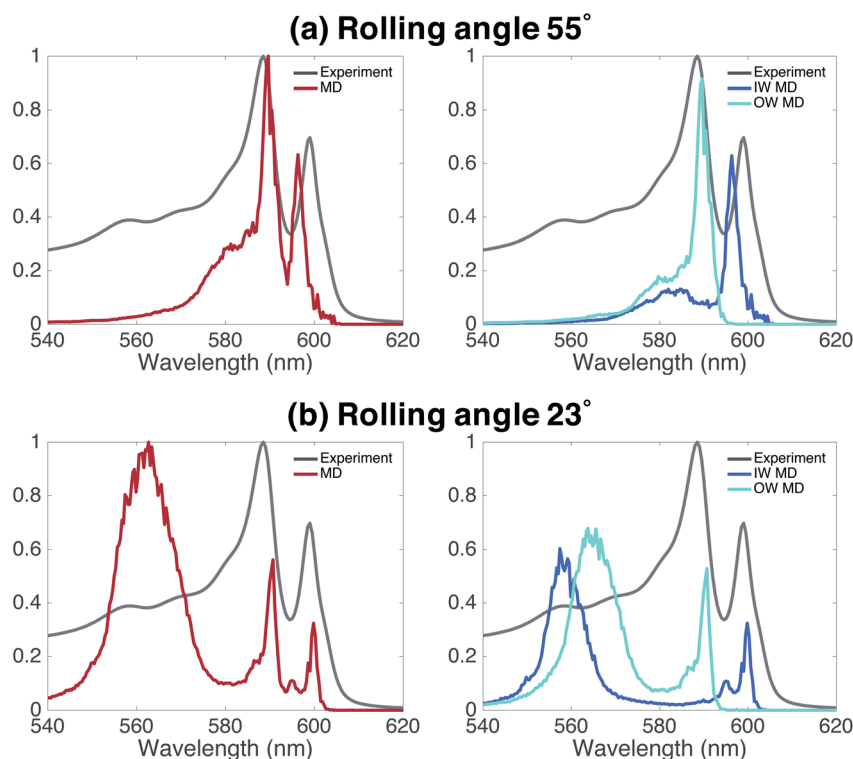 (a) Rolling angle 55°
1
0.8
0.6
0.4
0.2
0
540
560
580
600
620
Wavelength (nm)
Experiment
MD
1
0.8
0.6
0.4
0.2
0
540
560
580
600
620
Wavelength (nm)
Experiment
IW MD
OW MD
(b) Rolling angle 23°
1
0.8
0.6
0.4
0.2
0
540
560
580
600
620
Wavelength (nm)
Experiment
MD
1
0.8
0.6
0.4
0.2
0
540
560
580
600
620
Wavelength (nm)
Experiment
IW MD
OW MD